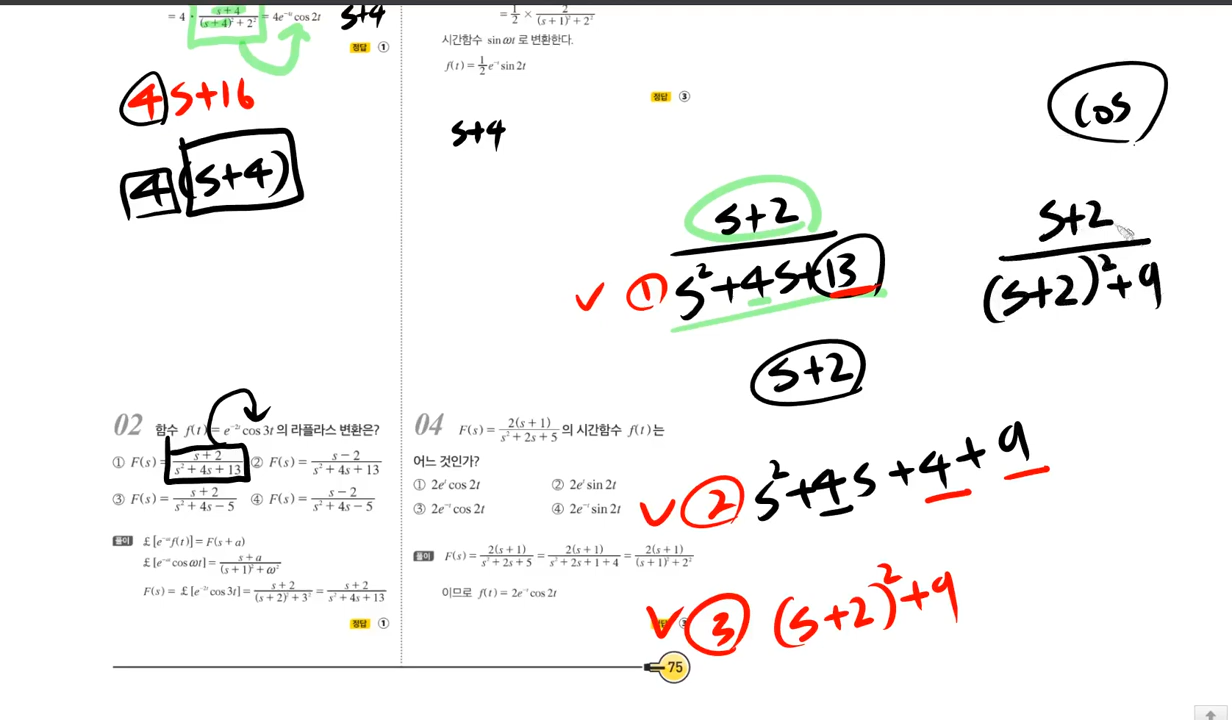 = 4 · s+4 / (s+4)²+2² = 4e⁻⁴ᵗ cos 2t
s+4
정답 ①
4s+16
4(s+4)
02 함수 f(t) = e⁻²ᵗ cos 3t 의 라플라스 변환은?
① F(s) = s+2 / s²+4s+13 ② F(s) = s−2 / s²+4s+13
③ F(s) = s+2 / s²+4s−5 ④ F(s) = s−2 / s²+4s−5
풀이 £[e⁻ᵃᵗ f(t)] = F(s+a)
£[e⁻ᵃᵗ cos ωt] = s+a / (s+1)²+ω²
F(s) = £[e⁻²ᵗ cos 3t] = s+2 / (s+2)²+3² = s+2 / s²+4s+13
정답 ①
= 1/2 × 2 / (s+1)²+2²
시간함수 sin ωt 로 변환한다.
f(t) = 1/2 e⁻ᵗ sin 2t
정답 ③
s+4
04 F(s) = 2(s+1) / s²+2s+5 의 시간함수 f(t)는
어느 것인가?
① 2eᵗ cos 2t ② 2eᵗ sin 2t
③ 2e⁻ᵗ cos 2t ④ 2e⁻ᵗ sin 2t
풀이 F(s) = 2(s+1) / s²+2s+5 = 2(s+1) / s²+2s+1+4 = 2(s+1) / (s+1)²+2²
이므로 f(t) = 2e⁻ᵗ cos 2t
75
cos
s+2
① s²+4s+13
s+2
s+2
(s+2)²+9
② s²+4s+4+9
③ (s+2)²+9